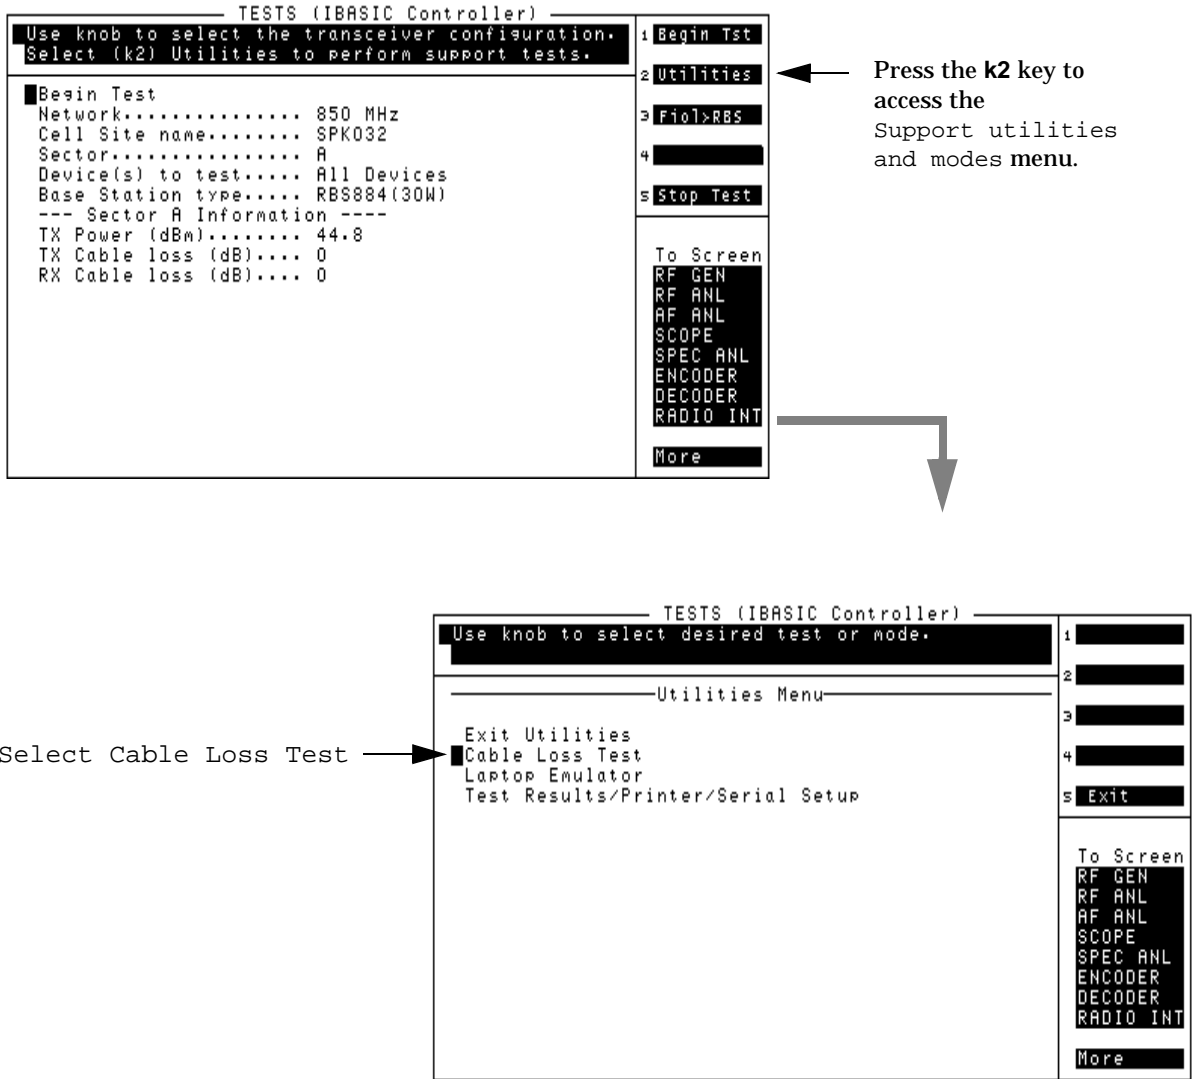 TESTS (IBASIC Controller)
Use knob to select the transceiver configuration.
Select (k2) Utilities to perform support tests.
Begin Test
Network............... 850 MHz
Cell Site name........ SPK032
Sector................ A
Device(s) to test..... All Devices
Base Station type..... RBS884(30W)
--- Sector A Information ----
TX Power (dBm)........ 44.8
TX Cable loss (dB).... 0
RX Cable loss (dB).... 0
1 Begin Tst
2 Utilities
3 Fiol>RBS
4
5 Stop Test
To Screen
RF GEN
RF ANL
AF ANL
SCOPE
SPEC ANL
ENCODER
DECODER
RADIO INT
More
Press the k2 key to
access the
Support utilities
and modes menu.
TESTS (IBASIC Controller)
Use knob to select desired test or mode.
Utilities Menu
Exit Utilities
Cable Loss Test
Laptop Emulator
Test Results/Printer/Serial Setup
Select Cable Loss Test
1
2
3
4
5 Exit
To Screen
RF GEN
RF ANL
AF ANL
SCOPE
SPEC ANL
ENCODER
DECODER
RADIO INT
More